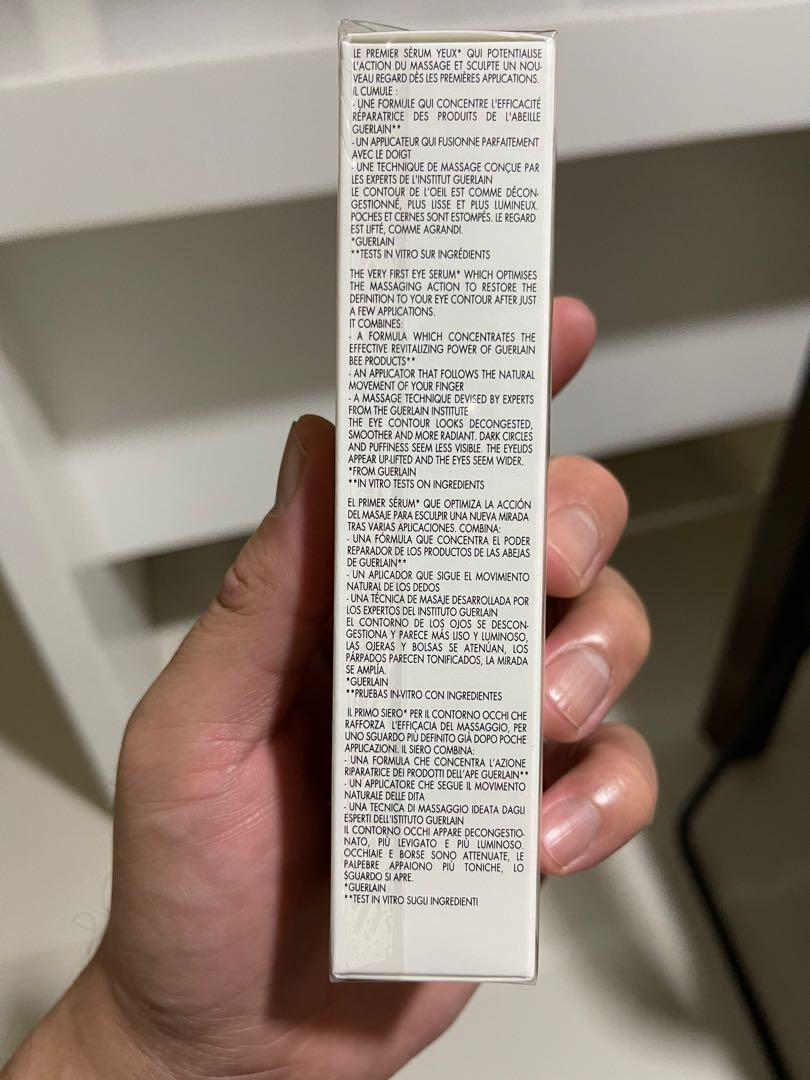 LE PREMIER SÉRUM YEUX* QUI POTENTIALISE
L'ACTION DU MASSAGE ET SCULPTE UN NOU-
VEAU REGARD DÈS LES PREMIÈRES APPLICATIONS.
IL CUMULE :
- UNE FORMULE QUI CONCENTRE L'EFFICACITÉ
RÉPARATRICE DES PRODUITS DE L'ABEILLE
GUERLAIN**
- UN APPLICATEUR QUI FUSIONNE PARFAITEMENT
AVEC LE DOIGT
- UNE TECHNIQUE DE MASSAGE CONÇUE PAR
LES EXPERTS DE L'INSTITUT GUERLAIN
LE CONTOUR DE L'OEIL EST COMME DÉCON-
GESTIONNÉ, PLUS LISSE ET PLUS LUMINEUX.
POCHES ET CERNES SONT ESTOMPÉS. LE REGARD
EST LIFTÉ, COMME AGRANDI.
*GUERLAIN
**TESTS IN VITRO SUR INGRÉDIENTS
THE VERY FIRST EYE SERUM* WHICH OPTIMISES
THE MASSAGING ACTION TO RESTORE THE
DEFINITION TO YOUR EYE CONTOUR AFTER JUST
A FEW APPLICATIONS.
IT COMBINES:
- A FORMULA WHICH CONCENTRATES THE
EFFECTIVE REVITALIZING POWER OF GUERLAIN
BEE PRODUCTS**
- AN APPLICATOR THAT FOLLOWS THE NATURAL
MOVEMENT OF YOUR FINGER
- A MASSAGE TECHNIQUE DEVISED BY EXPERTS
FROM THE GUERLAIN INSTITUTE
THE EYE CONTOUR LOOKS DECONGESTED,
SMOOTHER AND MORE RADIANT. DARK CIRCLES
AND PUFFINESS SEEM LESS VISIBLE. THE EYELIDS
APPEAR UP-LIFTED AND THE EYES SEEM WIDER.
*FROM GUERLAIN
**IN VITRO TESTS ON INGREDIENTS
EL PRIMER SÉRUM* QUE OPTIMIZA LA ACCIÓN
DEL MASAJE PARA ESCULPIR UNA NUEVA MIRADA
TRAS VARIAS APLICACIONES. COMBINA:
- UNA FÓRMULA QUE CONCENTRA EL PODER
REPARADOR DE LOS PRODUCTOS DE LAS ABEJAS
DE GUERLAIN**
- UN APLICADOR QUE SIGUE EL MOVIMIENTO
NATURAL DE LOS DEDOS
- UNA TÉCNICA DE MASAJE DESARROLLADA POR
LOS EXPERTOS DEL INSTITUTO GUERLAIN
EL CONTORNO DE LOS OJOS SE DESCON-
GESTIONA Y PARECE MÁS LISO Y LUMINOSO,
LAS OJERAS Y BOLSAS SE ATENÚAN, LOS
PÁRPADOS PARECEN TONIFICADOS, LA MIRADA
SE AMPLÍA.
*GUERLAIN
**PRUEBAS IN-VITRO CON INGREDIENTES
IL PRIMO SIERO* PER IL CONTORNO OCCHI CHE
RAFFORZA L'EFFICACIA DEL MASSAGGIO, PER
UNO SGUARDO PIÙ DEFINITO GIÀ DOPO POCHE
APPLICAZIONI. IL SIERO COMBINA:
- UNA FORMULA CHE CONCENTRA L'AZIONE
RIPARATRICE DEI PRODOTTI DELL'APE GUERLAIN**
- UN APPLICATORE CHE SEGUE IL MOVIMENTO
NATURALE DELLE DITA
- UNA TECNICA DI MASSAGGIO IDEATA DAGLI
ESPERTI DELL'ISTITUTO GUERLAIN
IL CONTORNO OCCHI APPARE DECONGESTIO-
NATO, PIÙ LEVIGATO E PIÙ LUMINOSO.
OCCHIAIE E BORSE SONO ATTENUATE, LE
PALPEBRE APPAIONO PIÙ TONICHE, LO
SGUARDO SI APRE.
*GUERLAIN
**TEST IN VITRO SUGLI INGREDIENTI